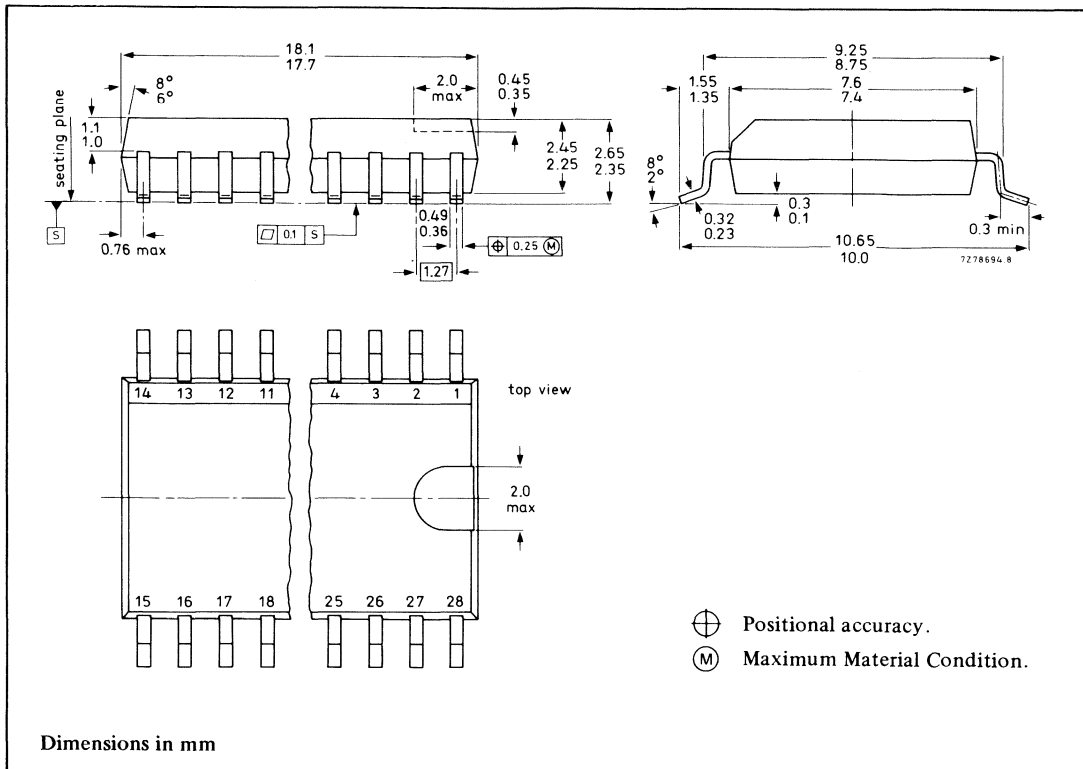 18.1
17.7
8°
6°
2.0
max
0.45
0.35
seating plane
1.1
1.0
2.45
2.25
2.65
2.35
S
0.76 max
0.1 S
0.49
0.36
0.25 M
1.27
9.25
8.75
1.55
1.35
7.6
7.4
8°
2°
0.32
0.23
0.3
0.1
0.3 min
10.65
10.0
7Z78694.8
14 13 12 11 4 3 2 1
top view
2.0
max
15 16 17 18 25 26 27 28
Positional accuracy.
M Maximum Material Condition.
Dimensions in mm